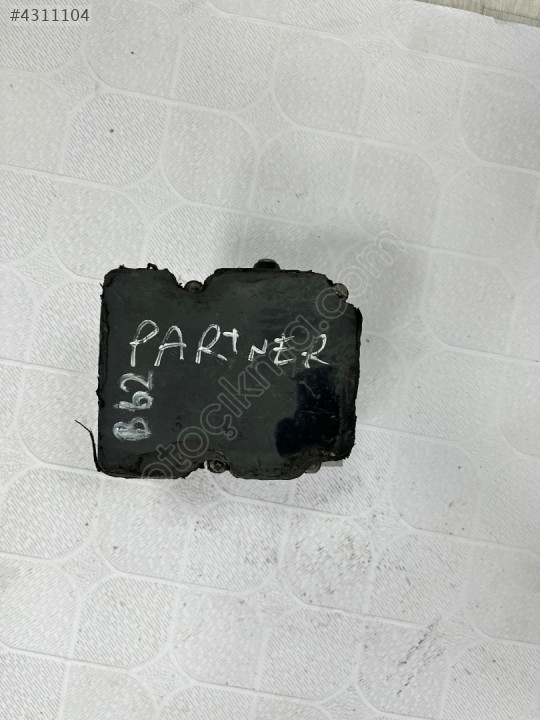 #4311104
PARTNER
B62
otoçıkma.com